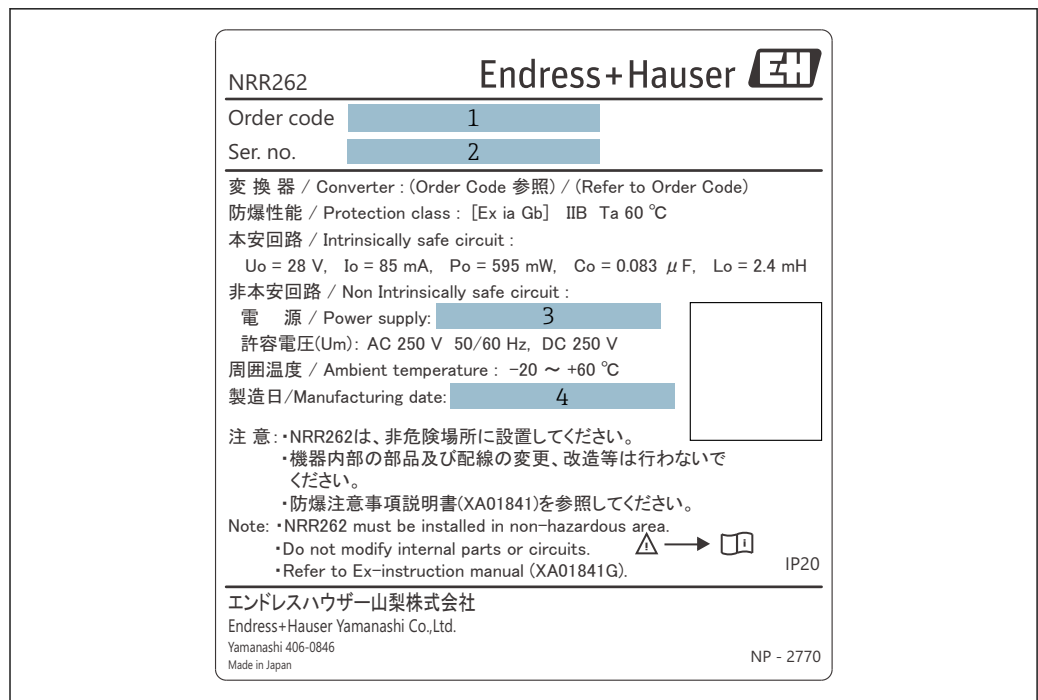 NRR262 Endress+Hauser EH
Order code 1
Ser. no. 2
変 換 器 / Converter : (Order Code 参照) / (Refer to Order Code)
防爆性能 / Protection class : [Ex ia Gb] IIB Ta 60 ℃
本安回路 / Intrinsically safe circuit :
Uo = 28 V, Io = 85 mA, Po = 595 mW, Co = 0.083 μF, Lo = 2.4 mH
非本安回路 / Non Intrinsically safe circuit :
電 源 / Power supply: 3
許容電圧(Um): AC 250 V 50/60 Hz, DC 250 V
周囲温度 / Ambient temperature : -20 ～ +60 ℃
製造日/Manufacturing date: 4
注 意:・NRR262は、非危険場所に設置してください。
・機器内部の部品及び配線の変更、改造等は行わないで
ください。
・防爆注意事項説明書(XA01841)を参照してください。
Note: ・NRR262 must be installed in non-hazardous area.
・Do not modify internal parts or circuits.
・Refer to Ex-instruction manual (XA01841G).
IP20
エンドレスハウザー山梨株式会社
Endress+Hauser Yamanashi Co.,Ltd.
Yamanashi 406-0846
Made in Japan
NP - 2770